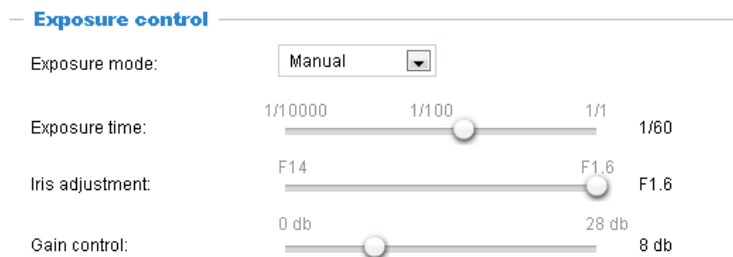 Exposure control
Exposure mode: Manual
1/10000 1/100 1/1
Exposure time: 1/60
F14 F1.6
Iris adjustment: F1.6
0 db 28 db
Gain control: 8 db